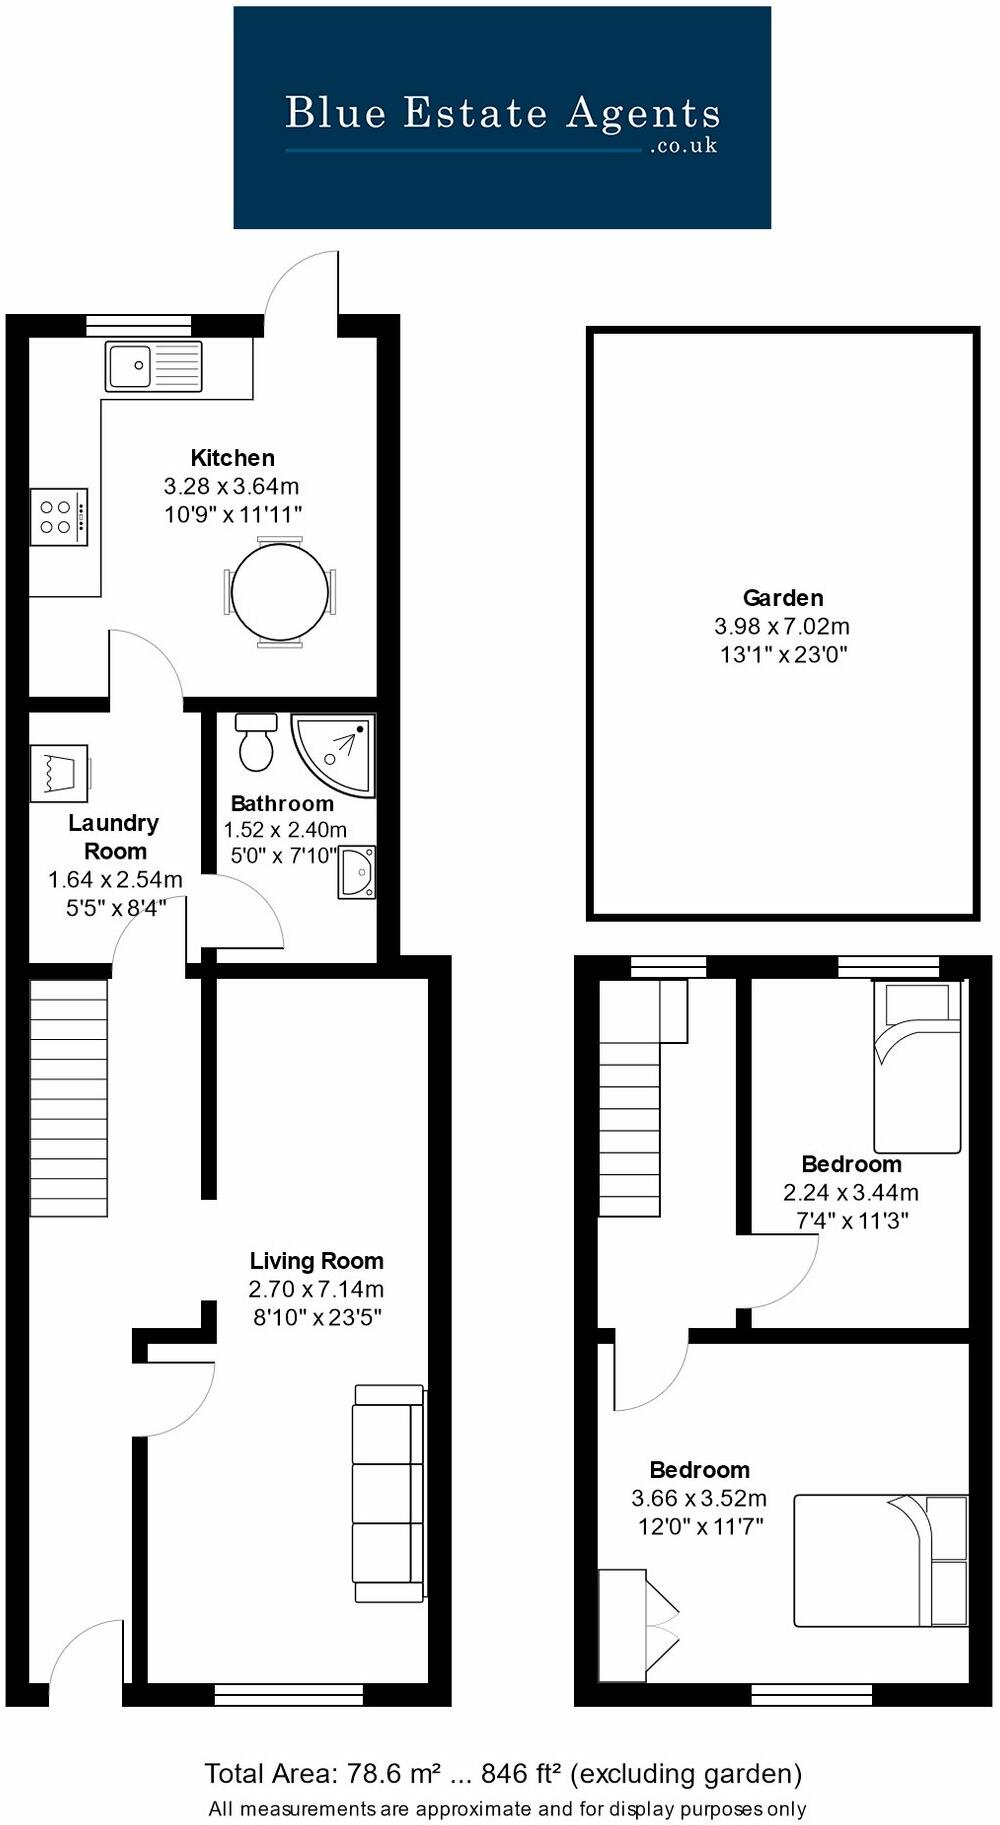 Blue Estate Agents
.co.uk
Kitchen
3.28 x 3.64m
10'9" x 11'11"
Garden
3.98 x 7.02m
13'1" x 23'0"
Laundry
Room
1.64 x 2.54m
5'5" x 8'4"
Bathroom
1.52 x 2.40m
5'0" x 7'10"
Living Room
2.70 x 7.14m
8'10" x 23'5"
Bedroom
2.24 x 3.44m
7'4" x 11'3"
Bedroom
3.66 x 3.52m
12'0" x 11'7"
Total Area: 78.6 m² ... 846 ft² (excluding garden)
All measurements are approximate and for display purposes only